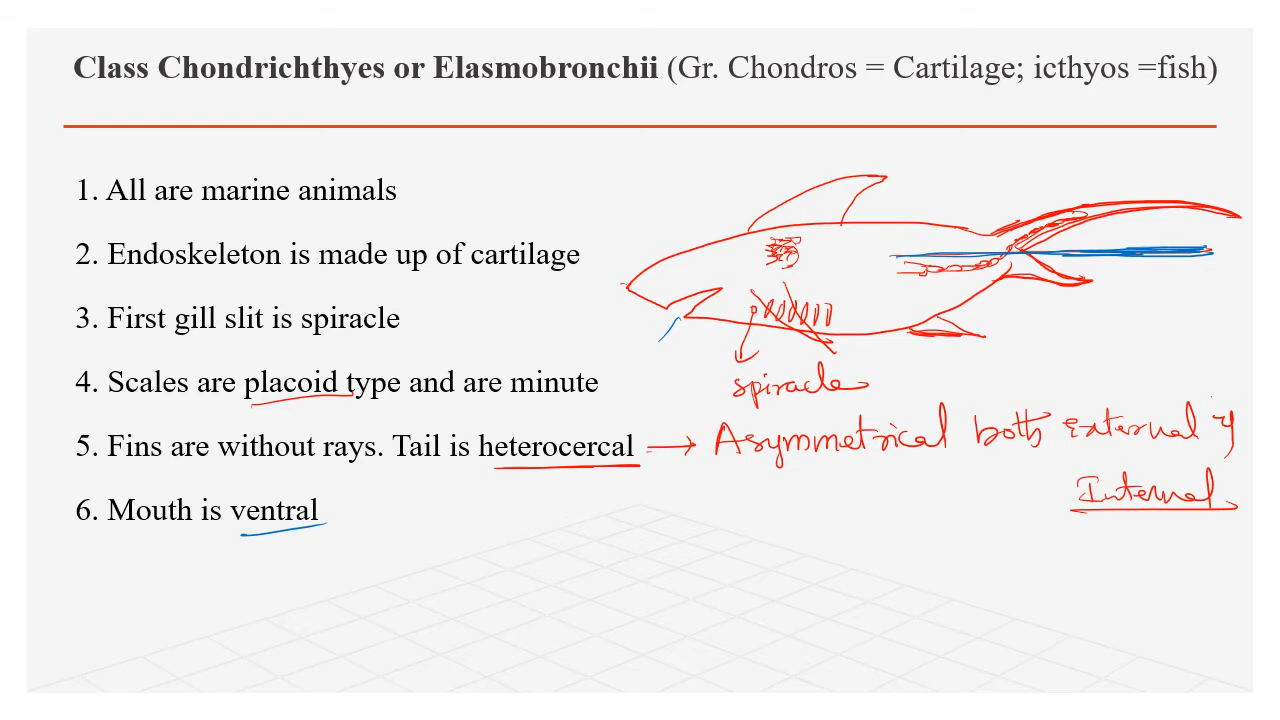 Class Chondrichthyes or Elasmobronchii (Gr. Chondros = Cartilage; icthyos =fish)
1. All are marine animals
2. Endoskeleton is made up of cartilage
3. First gill slit is spiracle
4. Scales are placoid type and are minute
spiracle
5. Fins are without rays. Tail is heterocercal → Asymmetrical both External &
Internal
6. Mouth is ventral